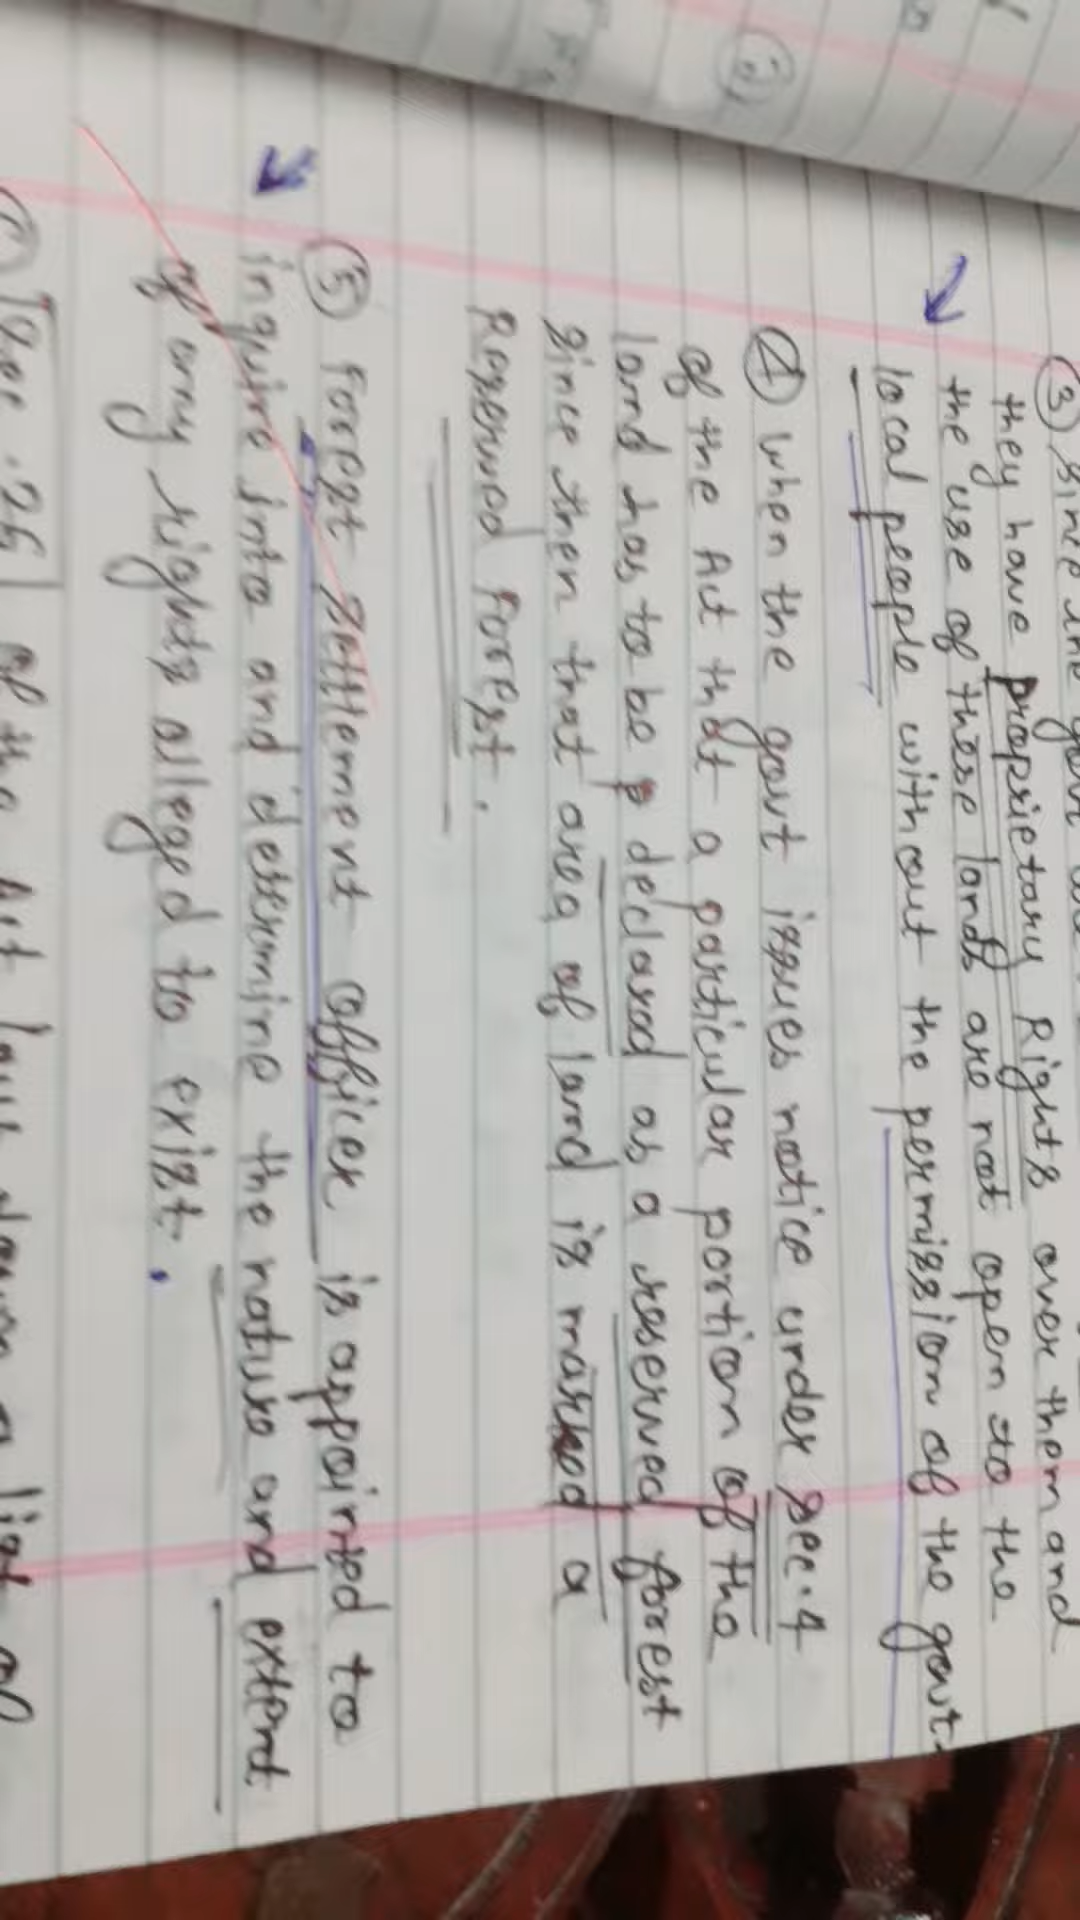 ③ Since the govt
they have proprietary Rights over them and
the use of these lands are not open to the
local people without the permission of the govt.
④ When the govt issues notice under sec.4
of the Act that a particular portion of the
land has to be declared as a reserved forest
since then that area of land is marked a
Reserved Forest.
⑤ Forest settlement officer is appointed to
inquire into and determine the nature and extent
of any rights alleged to exist.
Sec. 26 of the Act lays down a list of